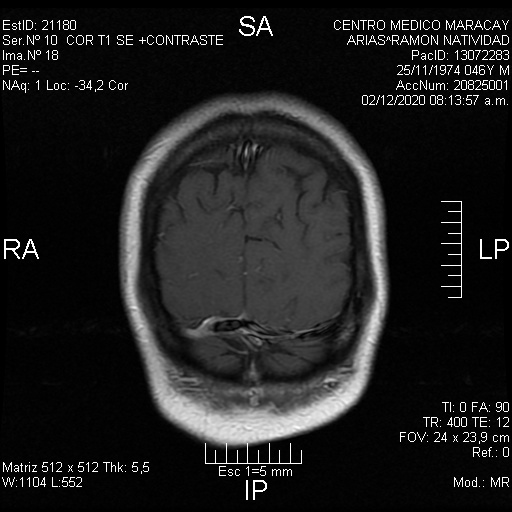 EstID: 21180
Ser.Nº 10 COR T1 SE +CONTRASTE
Ima.Nº 18
PE= --
NAq: 1 Loc: -34,2 Cor
SA
CENTRO MEDICO MARACAY
ARIAS^RAMON NATIVIDAD
PacID: 13072283
25/11/1974 046Y M
AccNum: 20825001
02/12/2020 08:13:57 a.m.
RA
LP
TI: 0 FA: 90
TR: 400 TE: 12
FOV: 24 x 23,9 cm
Ref.: 0
Matriz 512 x 512 Thk: 5,5
W:1104 L:552
Esc 1=5 mm
IP
Mod.: MR